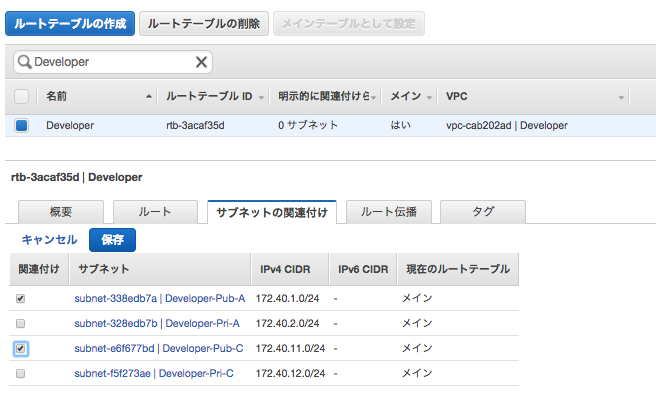 ルートテーブルの作成 ルートテーブルの削除 メインテーブルとして設定
Developer
名前 ルートテーブル ID 明示的に関連付けら メイン VPC
Developer rtb-3acaf35d 0 サブネット はい vpc-cab202ad | Developer
rtb-3acaf35d | Developer
概要 ルート サブネットの関連付け ルート伝播 タグ
キャンセル 保存
関連付け サブネット IPv4 CIDR IPv6 CIDR 現在のルートテーブル
subnet-338edb7a | Developer-Pub-A 172.40.1.0/24 - メイン
subnet-328edb7b | Developer-Pri-A 172.40.2.0/24 - メイン
subnet-e6f677bd | Developer-Pub-C 172.40.11.0/24 - メイン
subnet-f5f273ae | Developer-Pri-C 172.40.12.0/24 - メイン